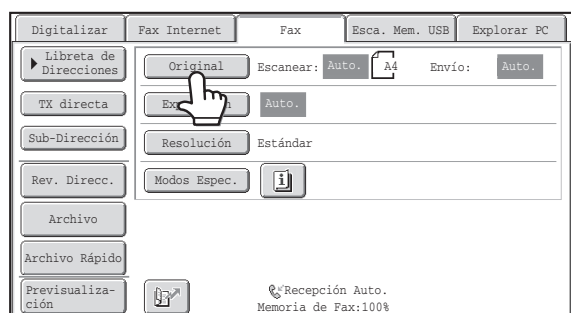 Digitalizar
Fax Internet
Fax
Esca. Mem. USB
Explorar PC
Libreta de
Direcciones
Original
Escanear:
Auto.
A4
Envío:
Auto.
TX directa
Auto.
Sub-Dirección
Resolución
Estándar
Rev. Direcc.
Modos Espec.
Archivo
Archivo Rápido
Previsualiza-
ción
Recepción Auto.
Memoria de Fax:100%